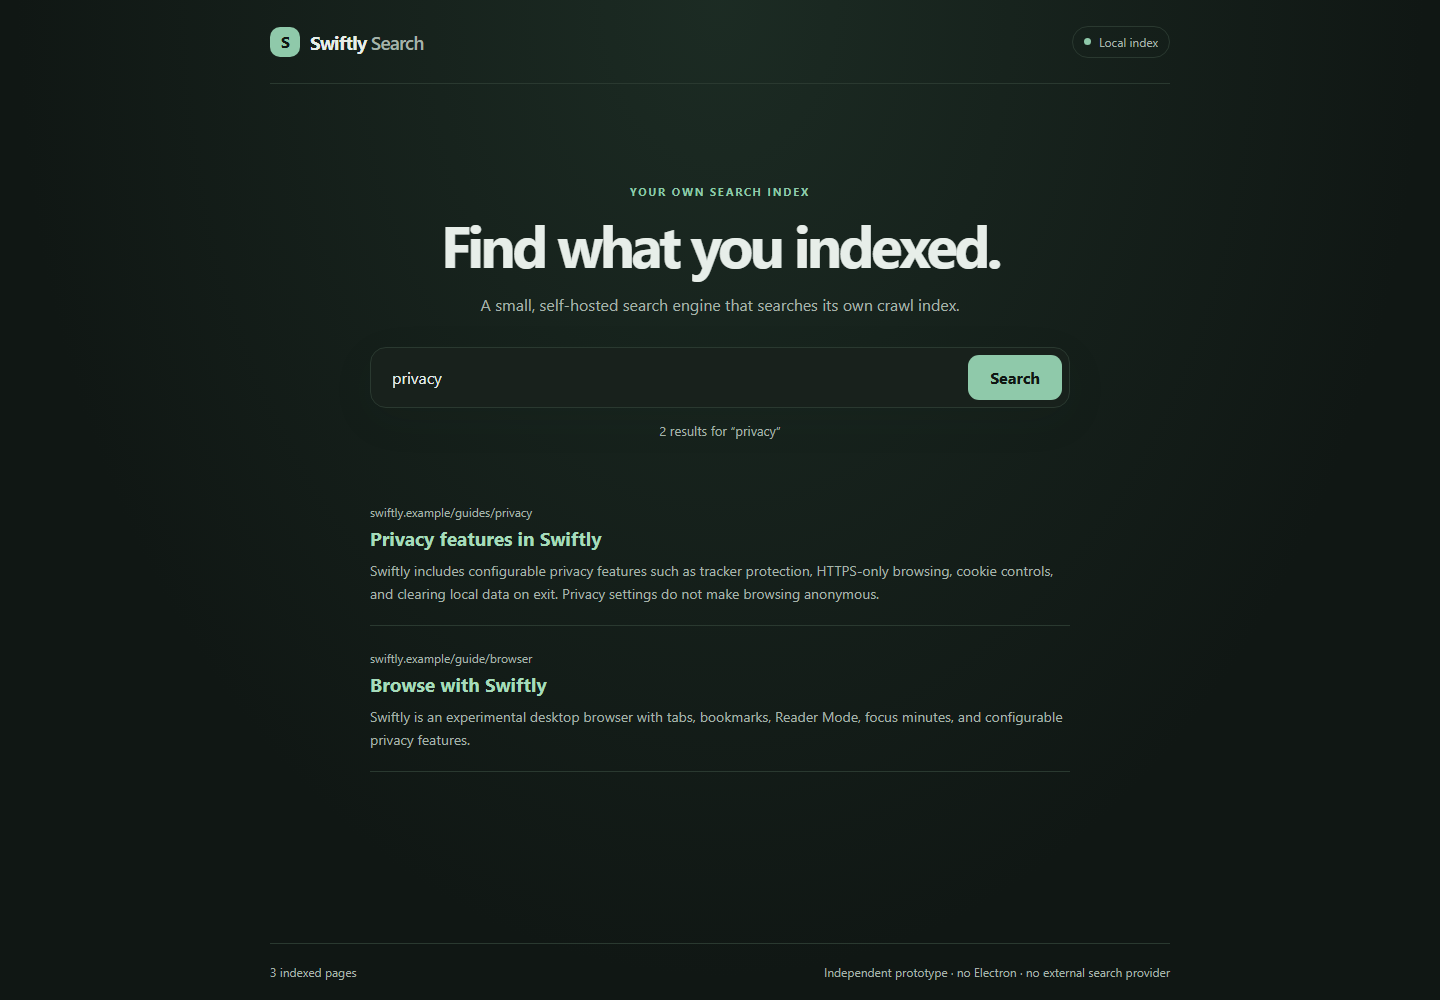 S Swiftly Search
Local index
YOUR OWN SEARCH INDEX
Find what you indexed.
A small, self-hosted search engine that searches its own crawl index.
privacy
Search
2 results for “privacy”
swiftly.example/guides/privacy
Privacy features in Swiftly
Swiftly includes configurable privacy features such as tracker protection, HTTPS-only browsing, cookie controls,
and clearing local data on exit. Privacy settings do not make browsing anonymous.
swiftly.example/guide/browser
Browse with Swiftly
Swiftly is an experimental desktop browser with tabs, bookmarks, Reader Mode, focus minutes, and configurable
privacy features.
3 indexed pages
Independent prototype · no Electron · no external search provider